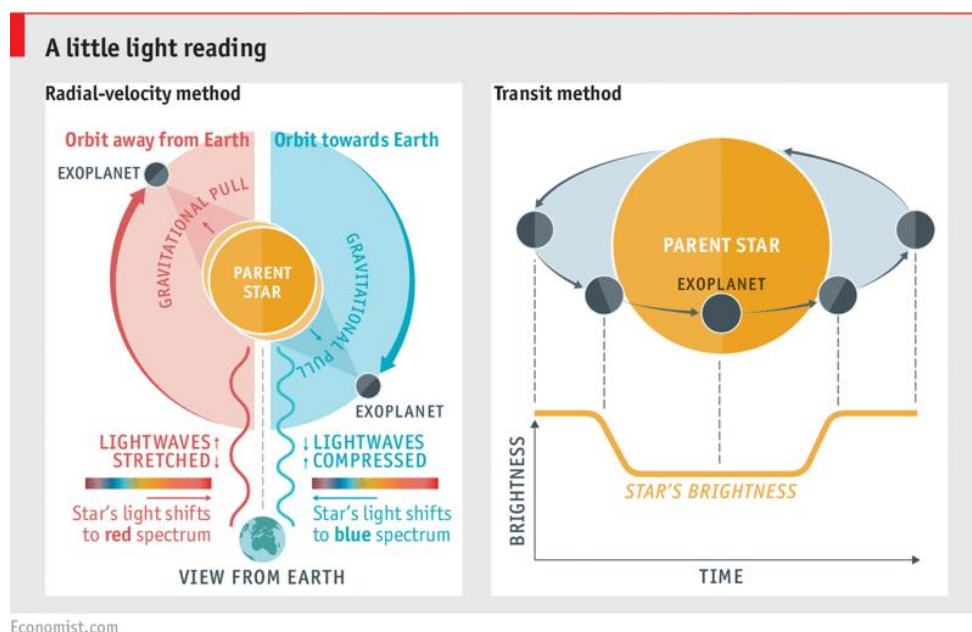 A little light reading
Radial-velocity method
Orbit away from Earth
Orbit towards Earth
EXOPLANET
GRAVITATIONAL PULL
PARENT
STAR
GRAVITATIONAL PULL
EXOPLANET
LIGHTWAVES↑
STRETCHED↓
↓LIGHTWAVES
↑COMPRESSED
Star's light shifts
to red spectrum
Star's light shifts
to blue spectrum
VIEW FROM EARTH
Transit method
PARENT STAR
EXOPLANET
BRIGHTNESS
STAR'S BRIGHTNESS
TIME
Economist.com